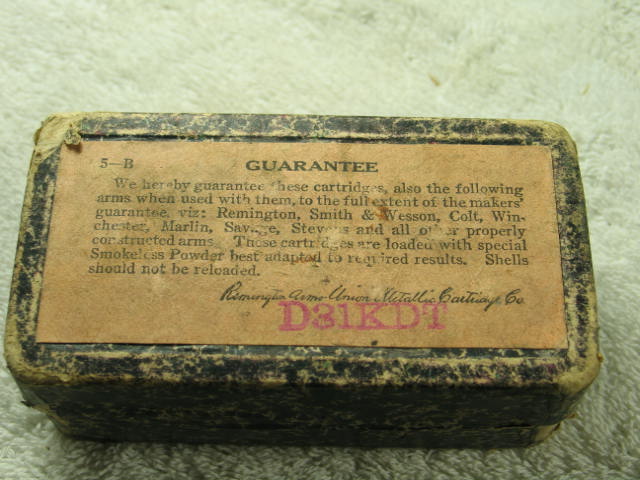 5—B
GUARANTEE
We hereby guarantee these cartridges, also the following
arms when used with them, to the full extent of the makers'
guarantee, viz: Remington, Smith & Wesson, Colt, Win-
chester, Marlin, Savage, Stevens and all other properly
constructed arms. These cartridges are loaded with special
Smokeless Powder best adapted to required results. Shells
should not be reloaded.
Remington Arms-Union Metallic Cartridge Co.
D31KDT